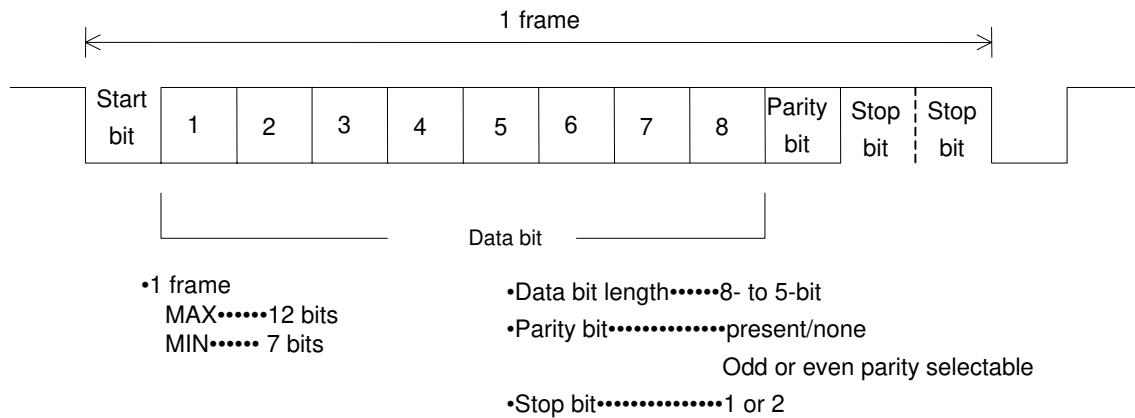 1 frame
Start bit 1 2 3 4 5 6 7 8 Parity bit Stop bit Stop bit
Data bit
•1 frame
MAX••••••12 bits
MIN•••••• 7 bits
•Data bit length••••••8- to 5-bit
•Parity bit••••••••••••••present/none
Odd or even parity selectable
•Stop bit•••••••••••••••1 or 2